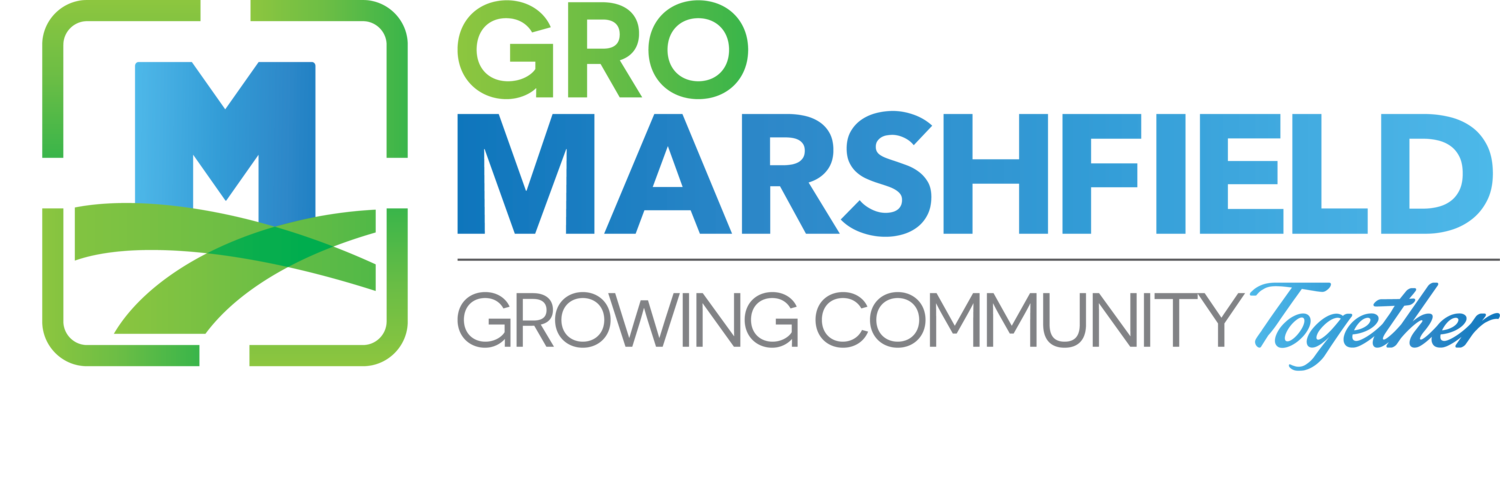 M
GRO
MARSHFIELD
GROWING COMMUNITY Together